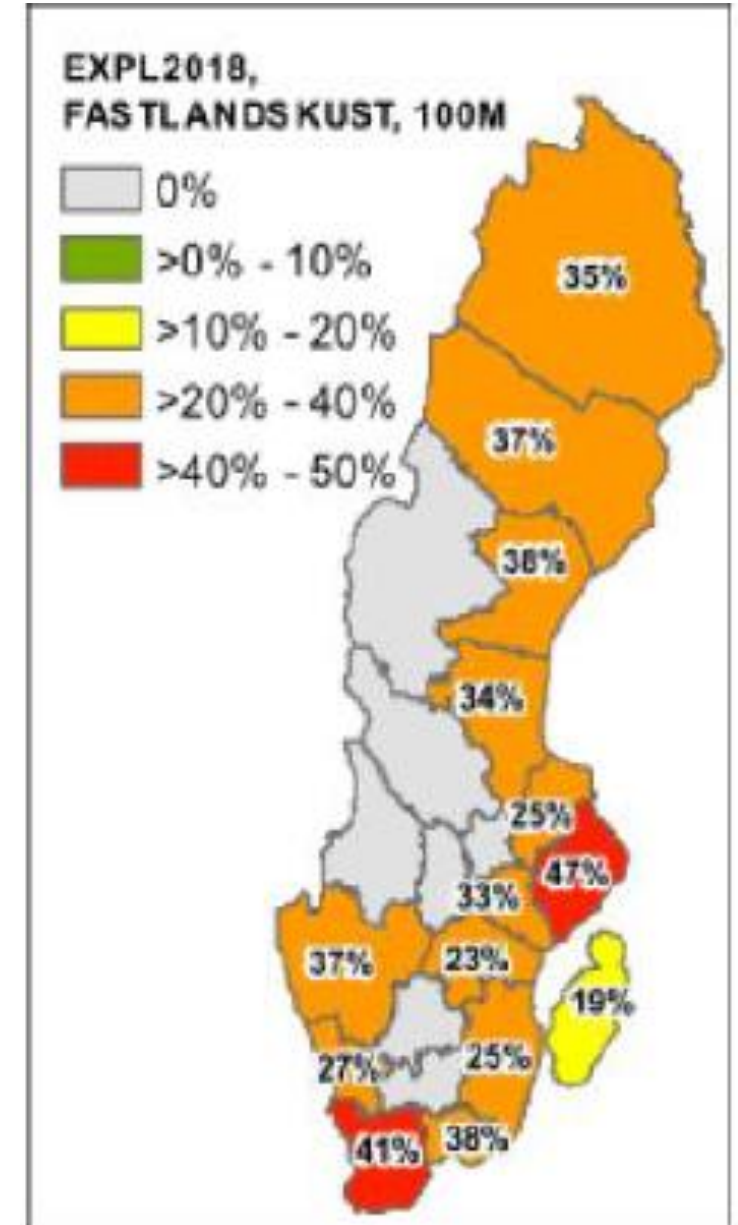 EXPL2018,
FASTLANDSKUST, 100M
0%
>0% - 10%
>10% - 20%
>20% - 40%
>40% - 50%
35%
37%
38%
34%
25%
47%
33%
37%
23%
19%
27%
25%
41%
38%